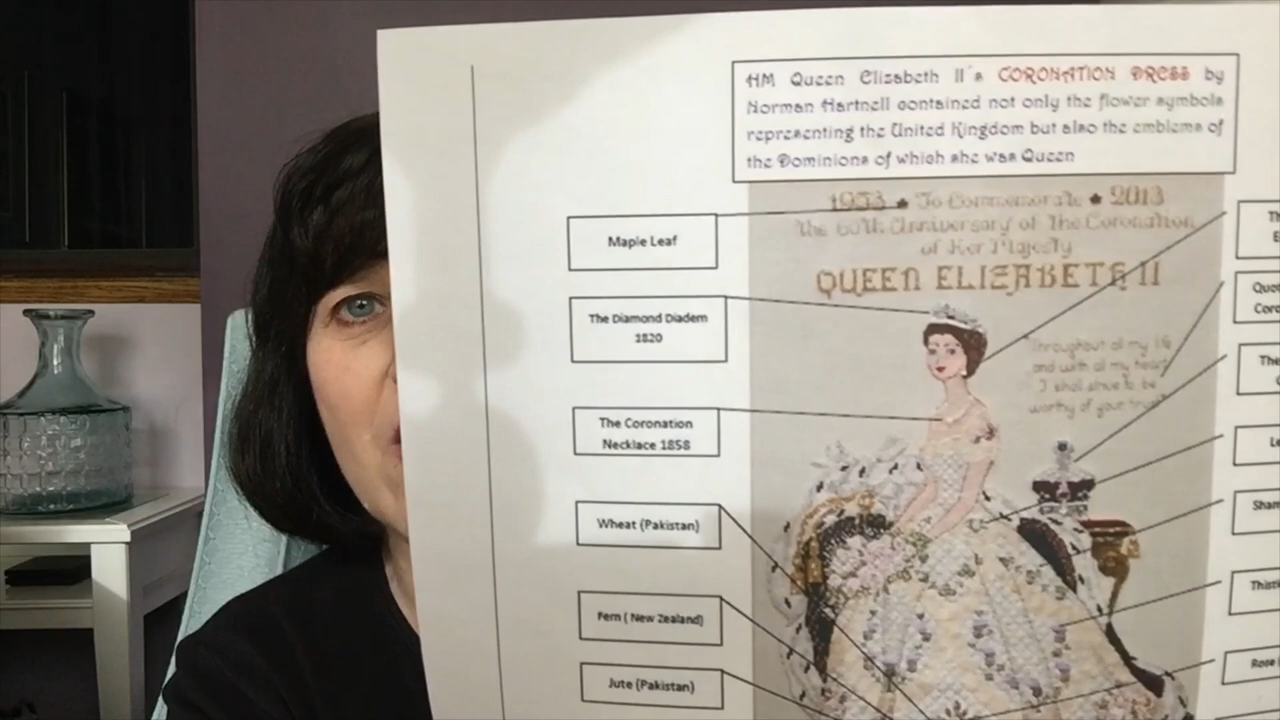 HM Queen Elizabeth II's CORONATION DRESS by
Norman Hartnell contained not only the flower symbols
representing the United Kingdom but also the emblems of
the Dominions of which she was Queen
1953 ★ To Commemorate ★ 2013
the 60th Anniversary of The Coronation
of Her Majesty
QUEEN ELIZABETH II
Maple Leaf
The Diamond Diadem
1820
The Coronation
Necklace 1858
Wheat (Pakistan)
Fern ( New Zealand)
Jute (Pakistan)
Throughout all my life
and with all my heart
I shall strive to be
worthy of your trust
Rose